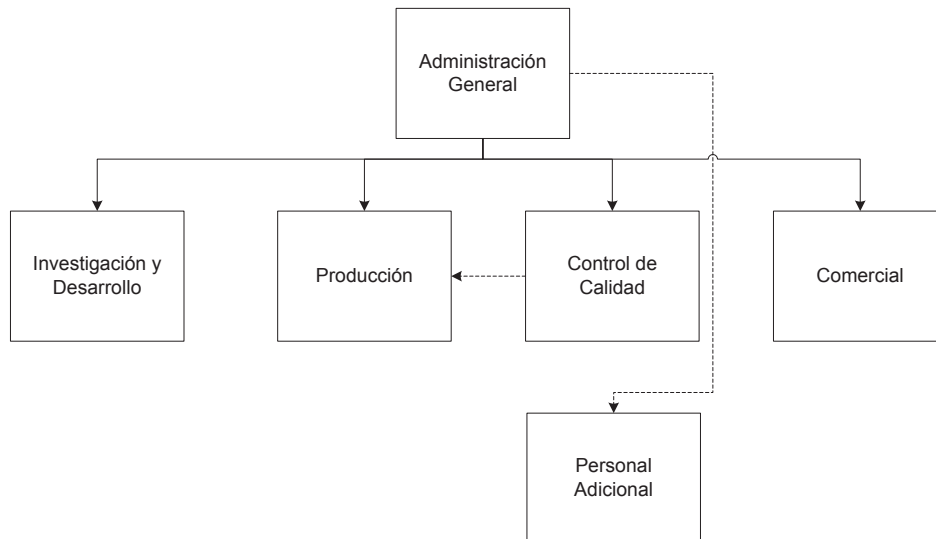 Administración
General
Investigación y
Desarrollo
Producción
Control de
Calidad
Comercial
Personal
Adicional